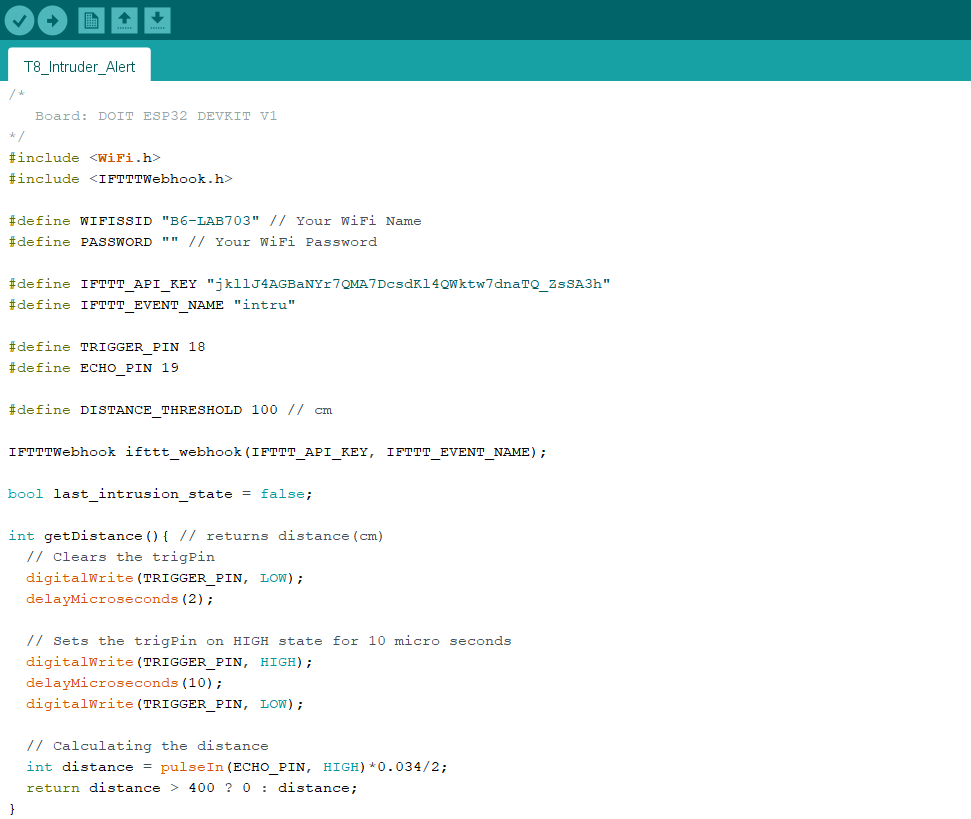 T8_Intruder_Alert
/*
   Board: DOIT ESP32 DEVKIT V1
*/
#include <WiFi.h>
#include <IFTTTWebhook.h>

#define WIFISSID "B6-LAB703" // Your WiFi Name
#define PASSWORD "" // Your WiFi Password

#define IFTTT_API_KEY "jkllJ4AGBaNYr7QMA7DcsdKl4QWktw7dnaTQ_ZsSA3h"
#define IFTTT_EVENT_NAME "intru"

#define TRIGGER_PIN 18
#define ECHO_PIN 19

#define DISTANCE_THRESHOLD 100 // cm

IFTTTWebhook ifttt_webhook(IFTTT_API_KEY, IFTTT_EVENT_NAME);

bool last_intrusion_state = false;

int getDistance(){ // returns distance(cm)
  // Clears the trigPin
  digitalWrite(TRIGGER_PIN, LOW);
  delayMicroseconds(2);

  // Sets the trigPin on HIGH state for 10 micro seconds
  digitalWrite(TRIGGER_PIN, HIGH);
  delayMicroseconds(10);
  digitalWrite(TRIGGER_PIN, LOW);

  // Calculating the distance
  int distance = pulseIn(ECHO_PIN, HIGH)*0.034/2;
  return distance > 400 ? 0 : distance;
}